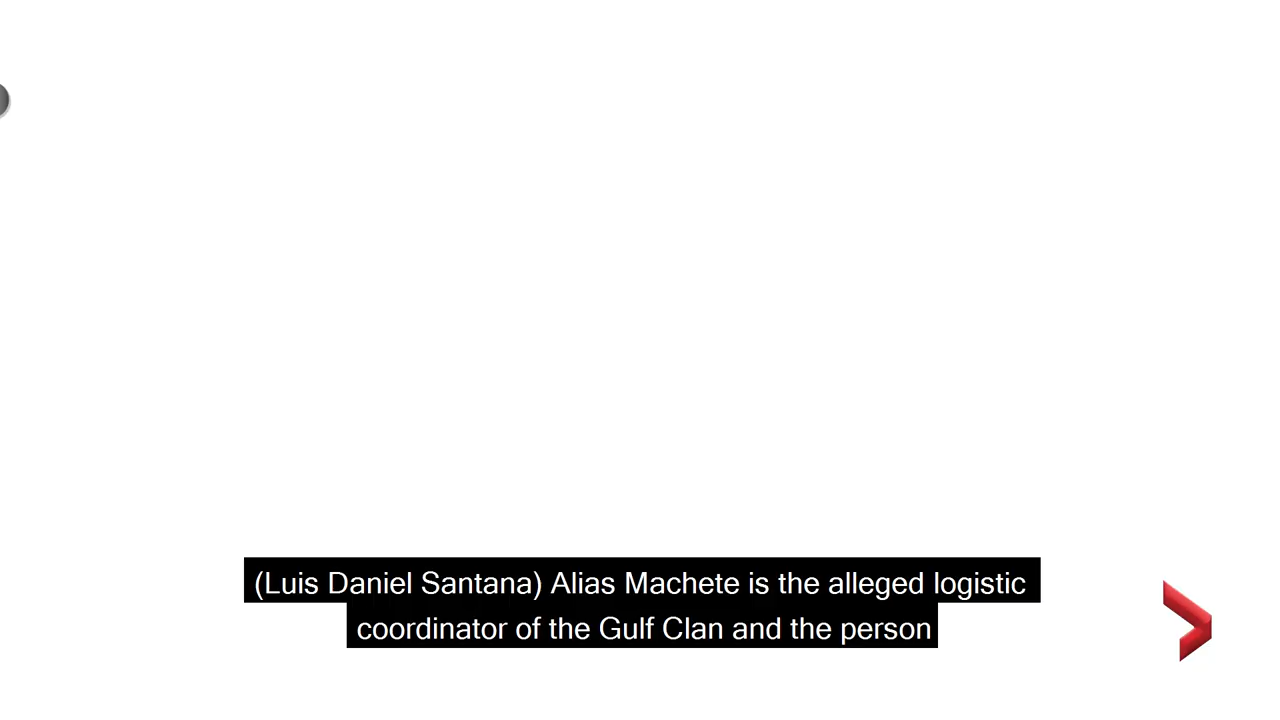 (Luis Daniel Santana) Alias Machete is the alleged logistic
coordinator of the Gulf Clan and the person